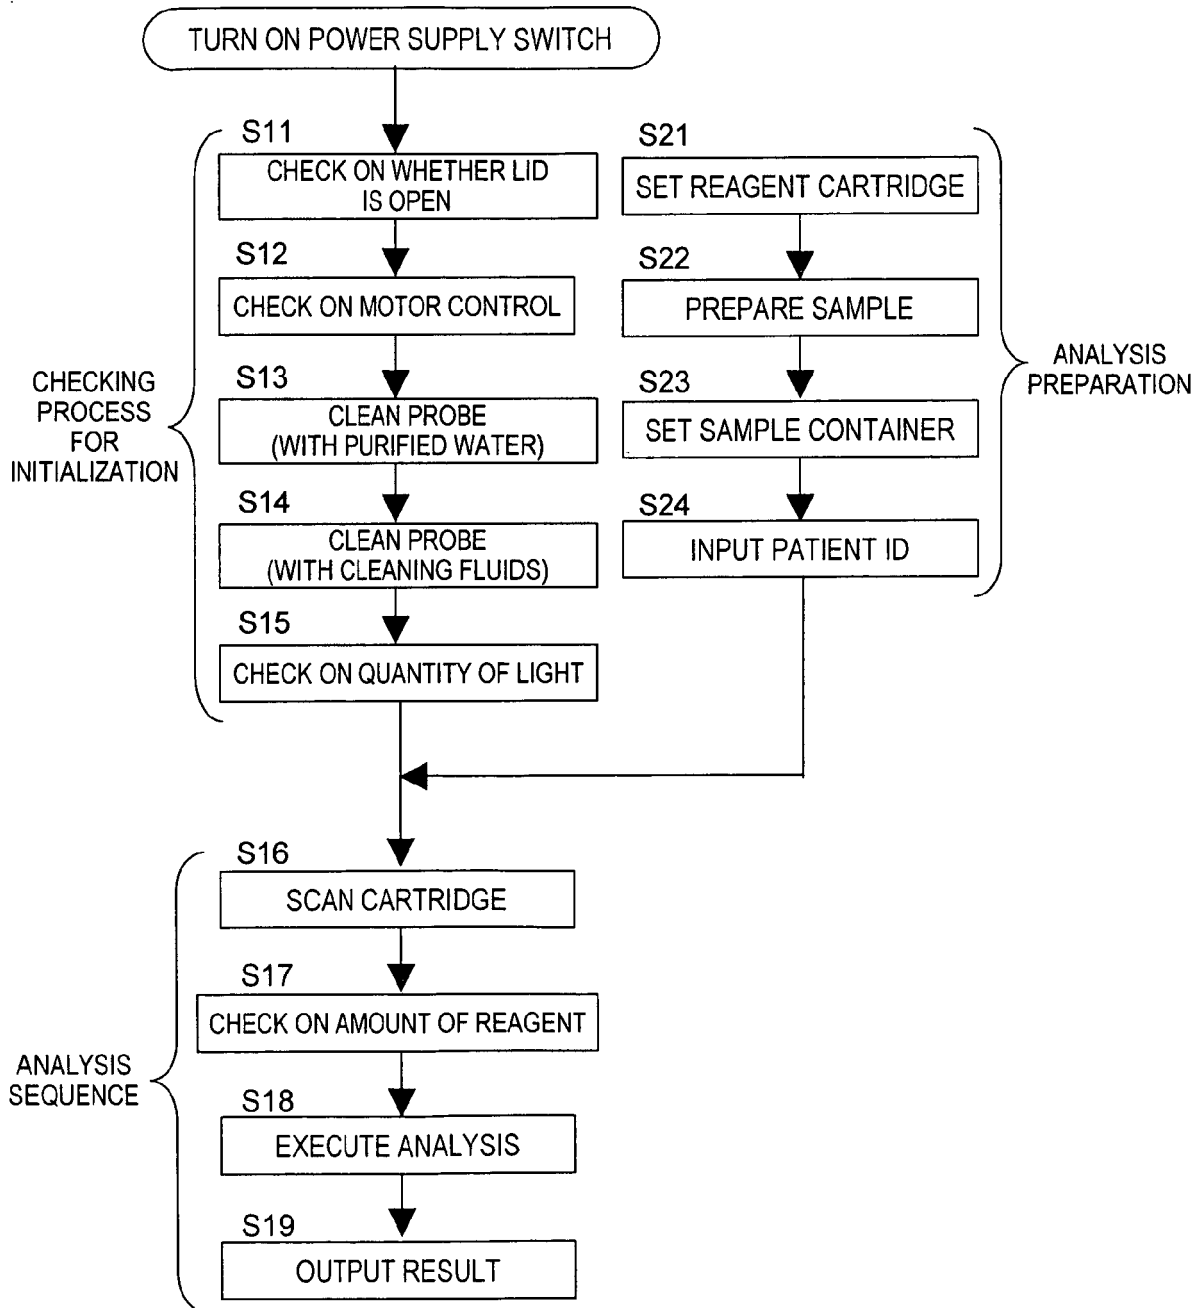 TURN ON POWER SUPPLY SWITCH
S11
CHECK ON WHETHER LID
IS OPEN
S12
CHECK ON MOTOR CONTROL
S13
CLEAN PROBE
(WITH PURIFIED WATER)
S14
CLEAN PROBE
(WITH CLEANING FLUIDS)
S15
CHECK ON QUANTITY OF LIGHT
CHECKING
PROCESS
FOR
INITIALIZATION
S21
SET REAGENT CARTRIDGE
S22
PREPARE SAMPLE
S23
SET SAMPLE CONTAINER
S24
INPUT PATIENT ID
ANALYSIS
PREPARATION
S16
SCAN CARTRIDGE
S17
CHECK ON AMOUNT OF REAGENT
S18
EXECUTE ANALYSIS
S19
OUTPUT RESULT
ANALYSIS
SEQUENCE